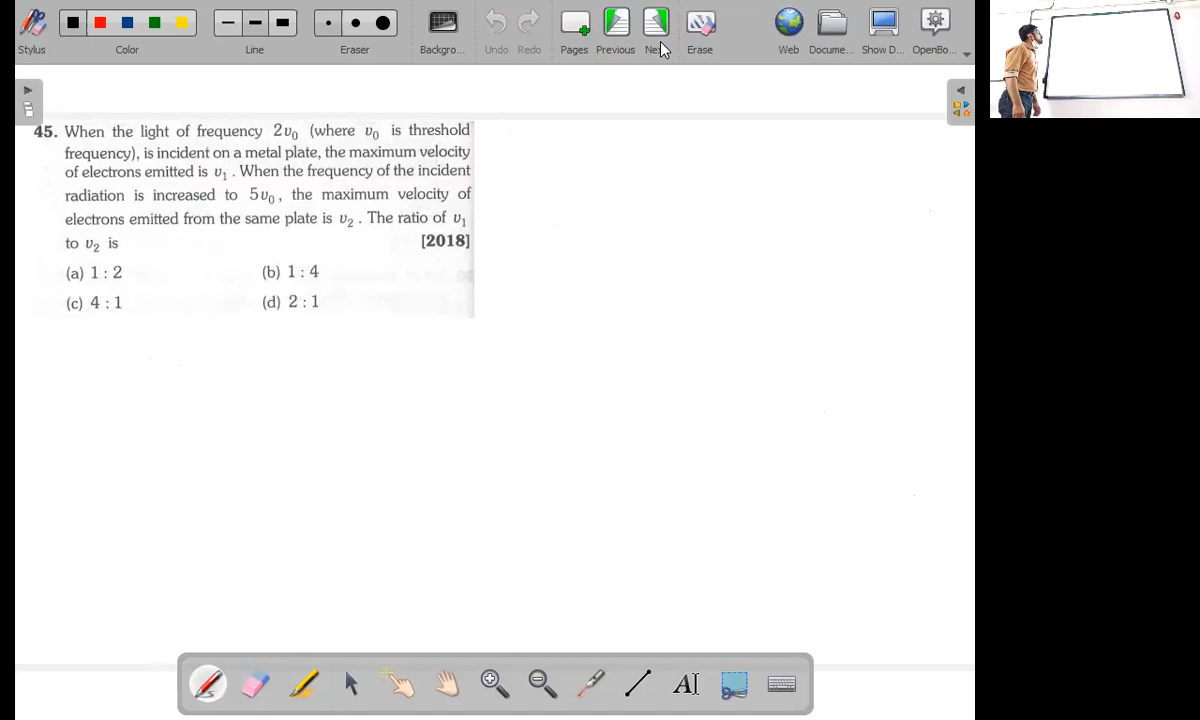 Stylus Color Line Eraser Backgro... Undo Redo Pages Previous Erase Web Docume... Show D... OpenBo...
45. When the light of frequency 2υ₀ (where υ₀ is threshold
frequency), is incident on a metal plate, the maximum velocity
of electrons emitted is υ₁. When the frequency of the incident
radiation is increased to 5υ₀, the maximum velocity of
electrons emitted from the same plate is υ₂. The ratio of υ₁
to υ₂ is [2018]
(a) 1 : 2 (b) 1 : 4
(c) 4 : 1 (d) 2 : 1